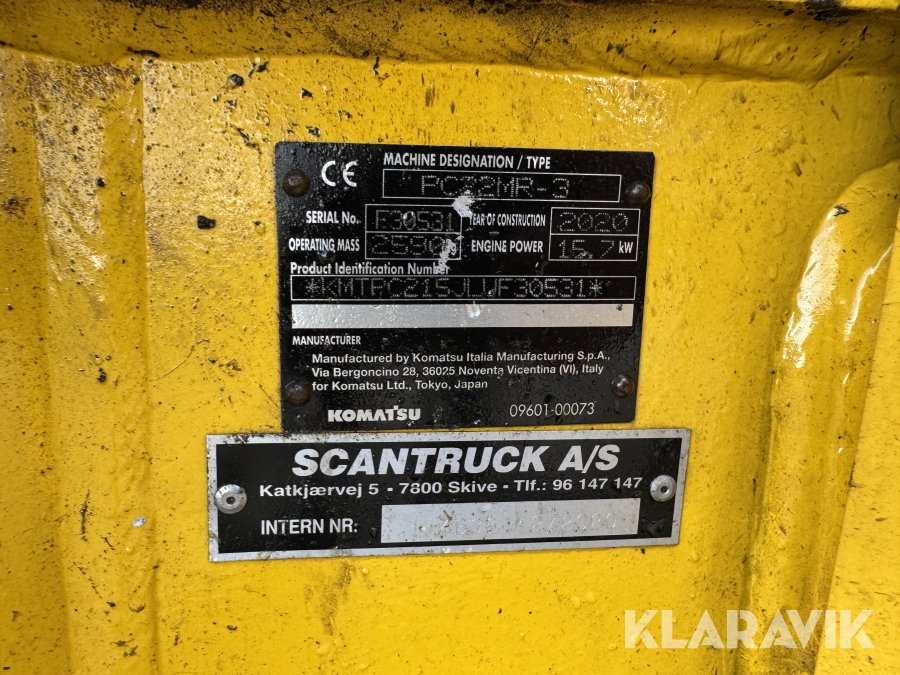 CE
MACHINE DESIGNATION / TYPE
PC22MR-3
SERIAL No. F30531 YEAR OF CONSTRUCTION 2020
OPERATING MASS 2590 kg ENGINE POWER 15.7 kW
Product Identification Number
*KMTPCZ15JLWF30531*
MANUFACTURER
Manufactured by Komatsu Italia Manufacturing S.p.A.,
Via Bergoncino 28, 36025 Noventa Vicentina (VI), Italy
for Komatsu Ltd., Tokyo, Japan
KOMATSU 09601-00073
SCANTRUCK A/S
Katkjærvej 5 - 7800 Skive - Tlf.: 96 147 147
INTERN NR:
KLARAVIK